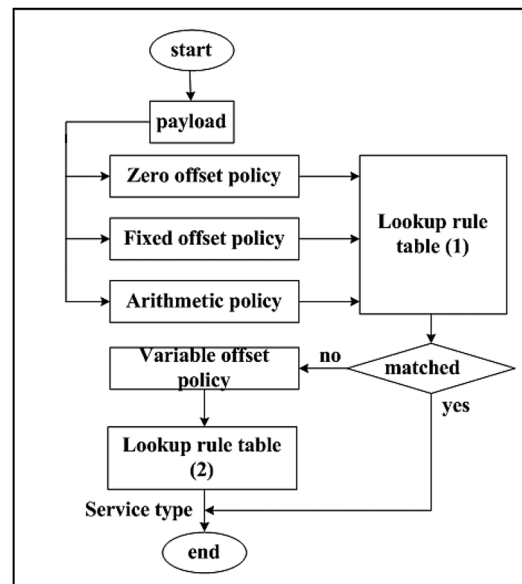 start
payload
Zero offset policy
Fixed offset policy
Arithmetic policy
Lookup rule
table (1)
matched
no
yes
Variable offset
policy
Lookup rule table
(2)
Service type
end